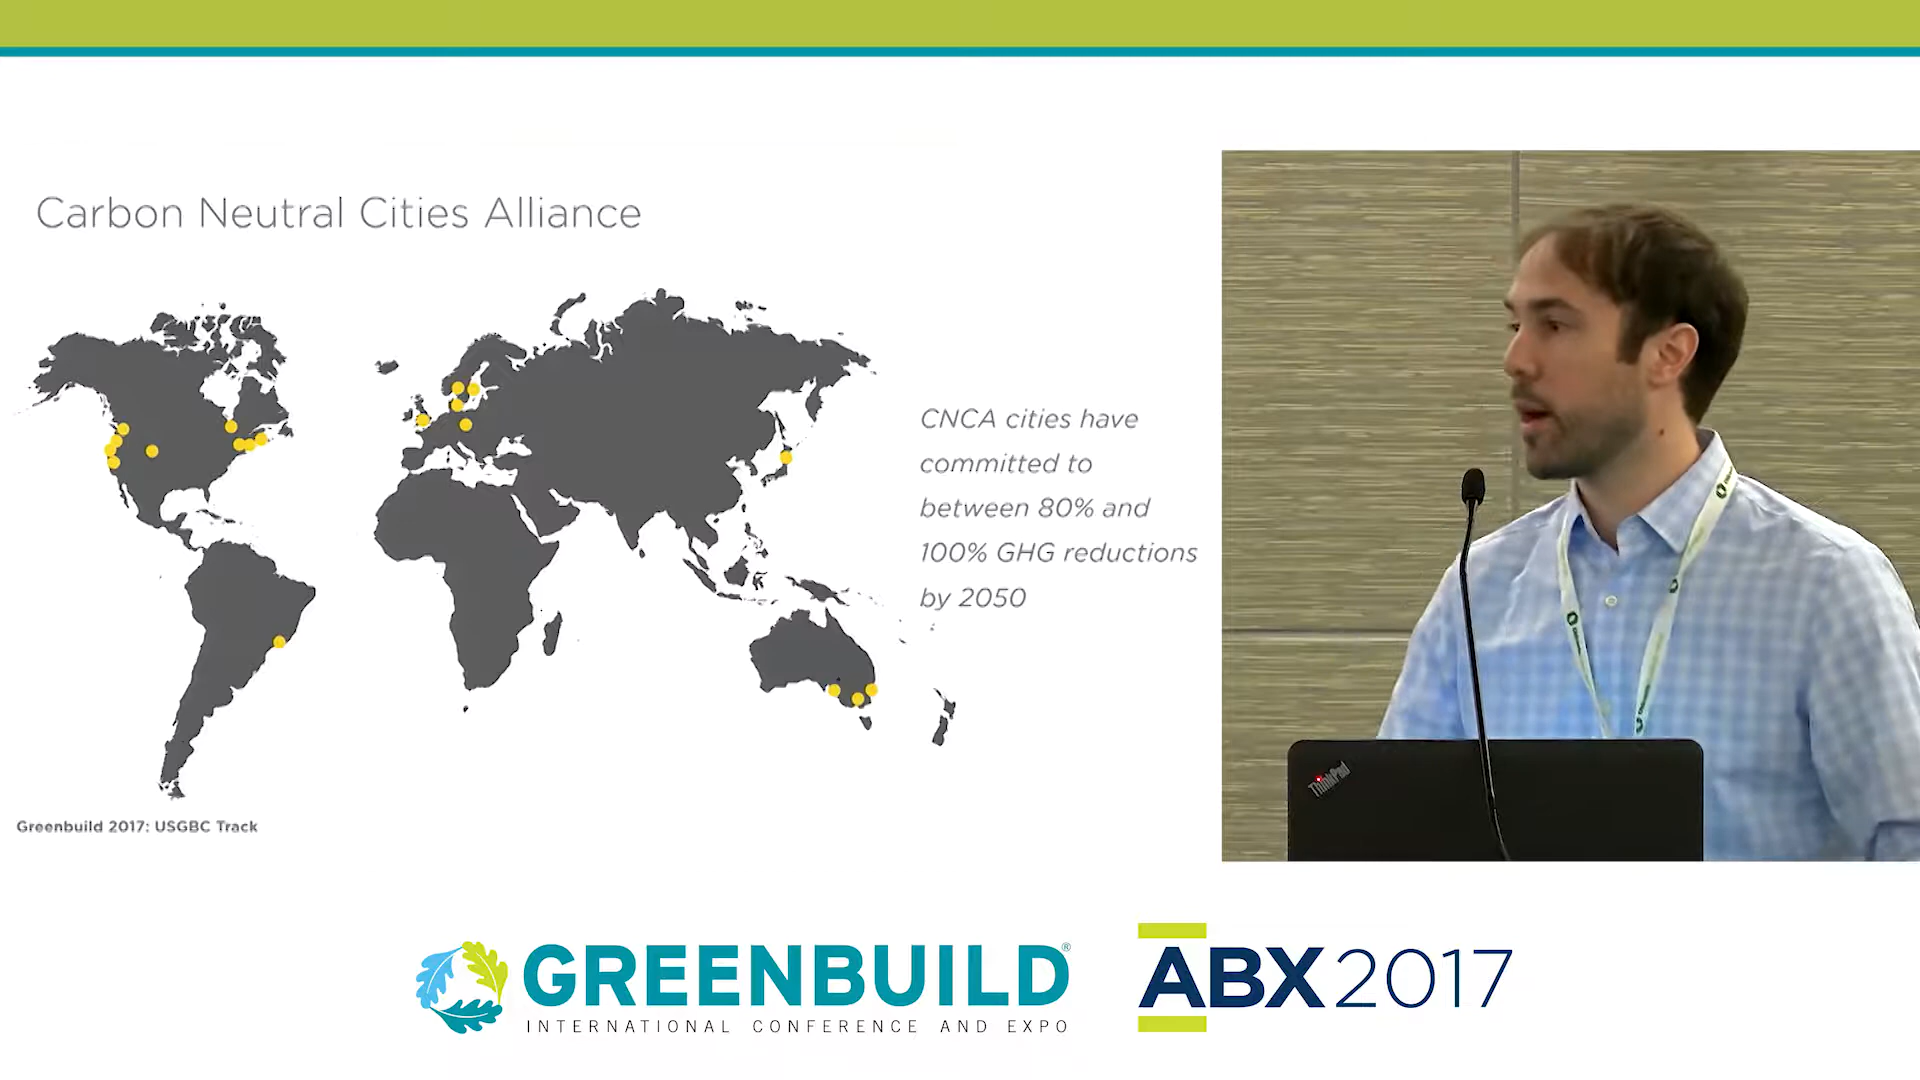 Carbon Neutral Cities Alliance
CNCA cities have
committed to
between 80% and
100% GHG reductions
by 2050
Greenbuild 2017: USGBC Track
ThinkPad
GREENBUILD®
INTERNATIONAL CONFERENCE AND EXPO
ABX2017